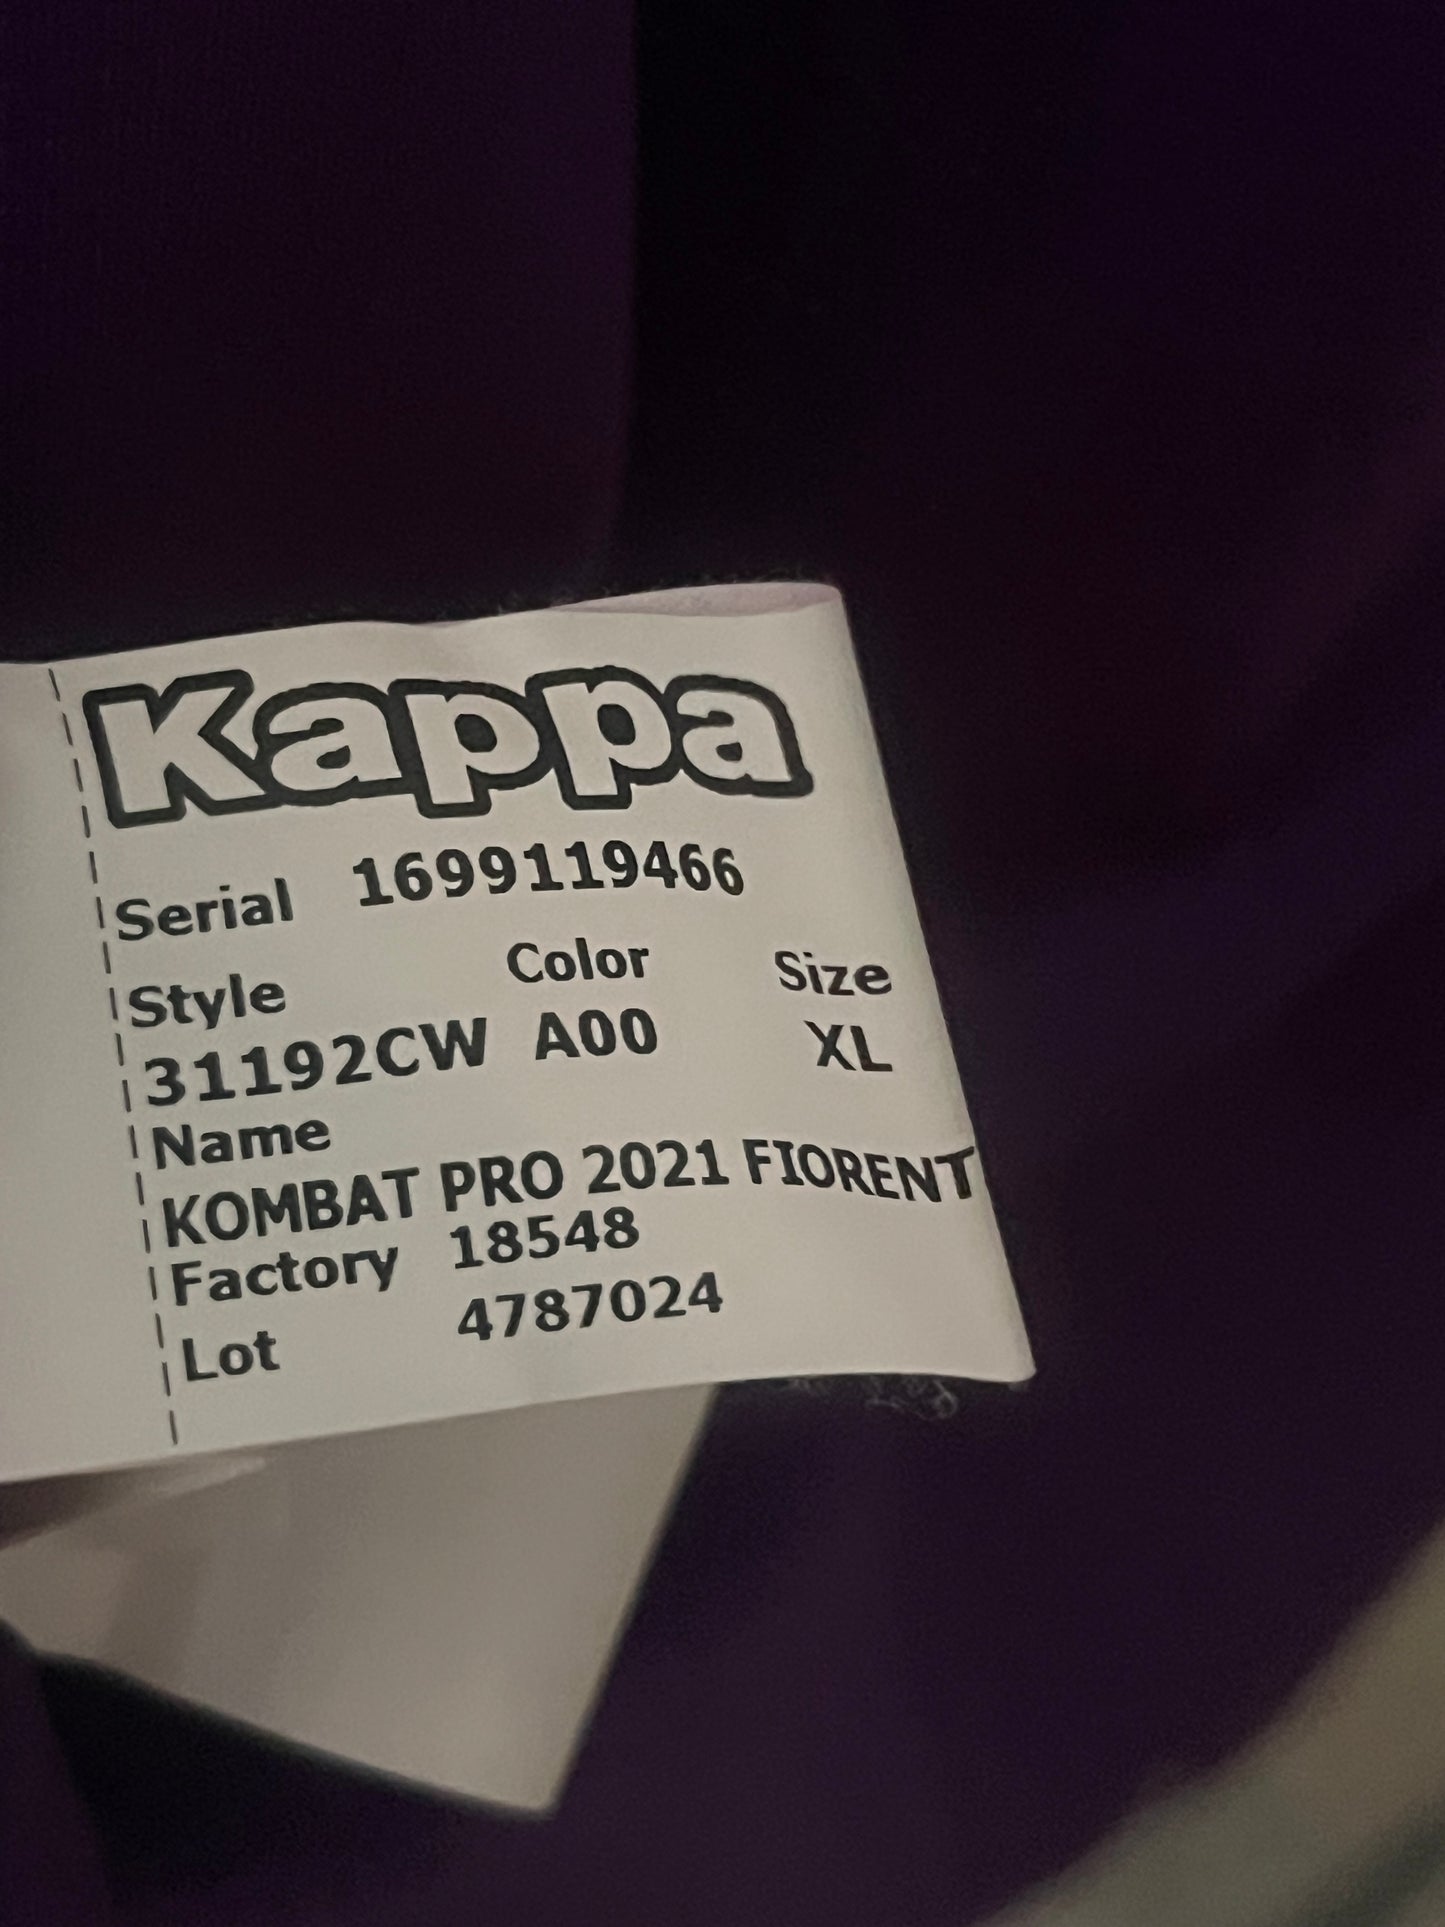 Kappa
Serial 1699119466
Style Color Size
31192CW A00 XL
Name
KOMBAT PRO 2021 FIORENT
Factory 18548
Lot 4787024